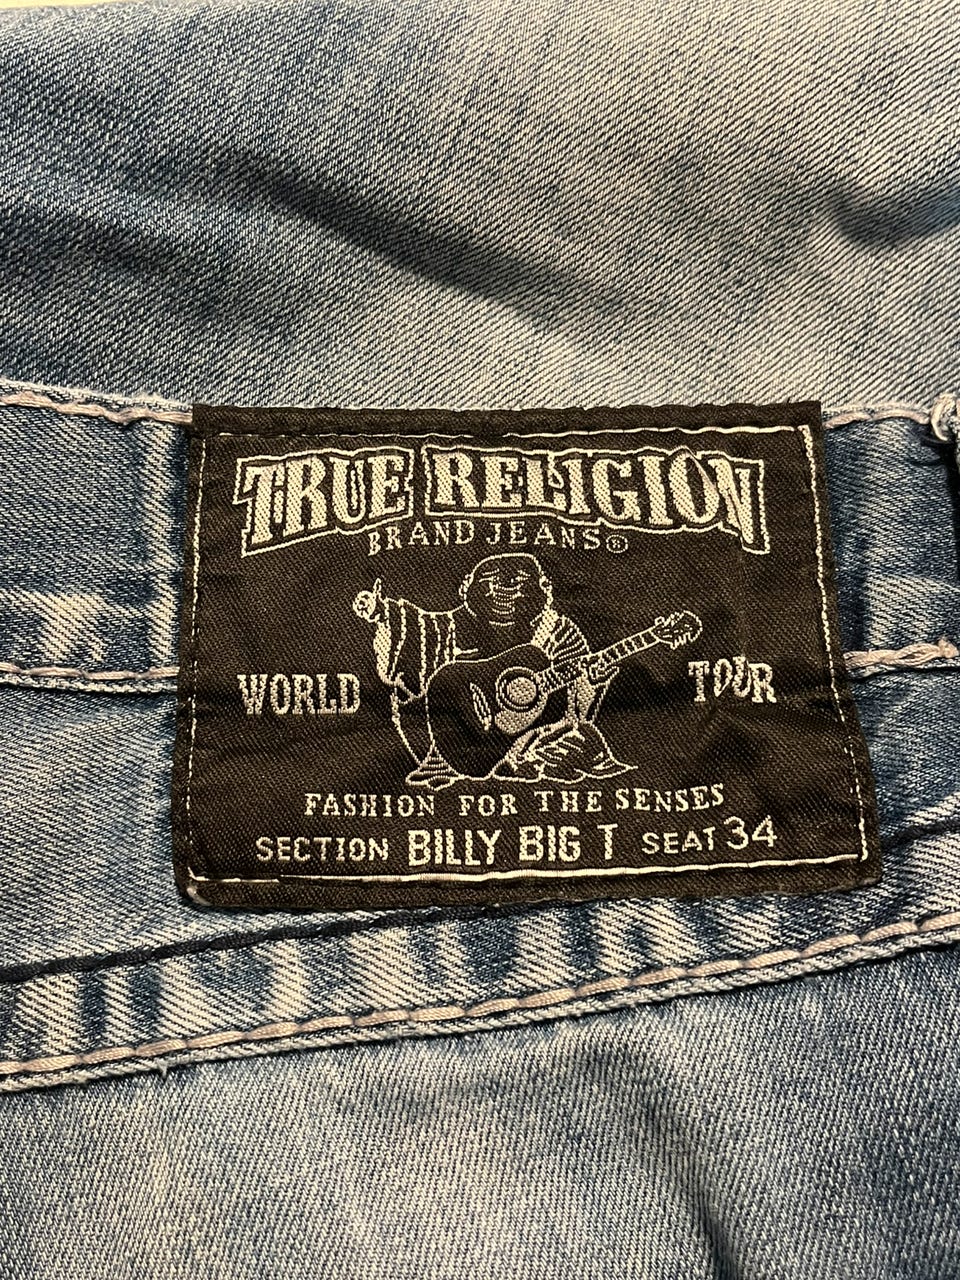 TRUE RELIGION
BRAND JEANS®
WORLD TOUR
FASHION FOR THE SENSES
SECTION BILLY BIG T SEAT 34